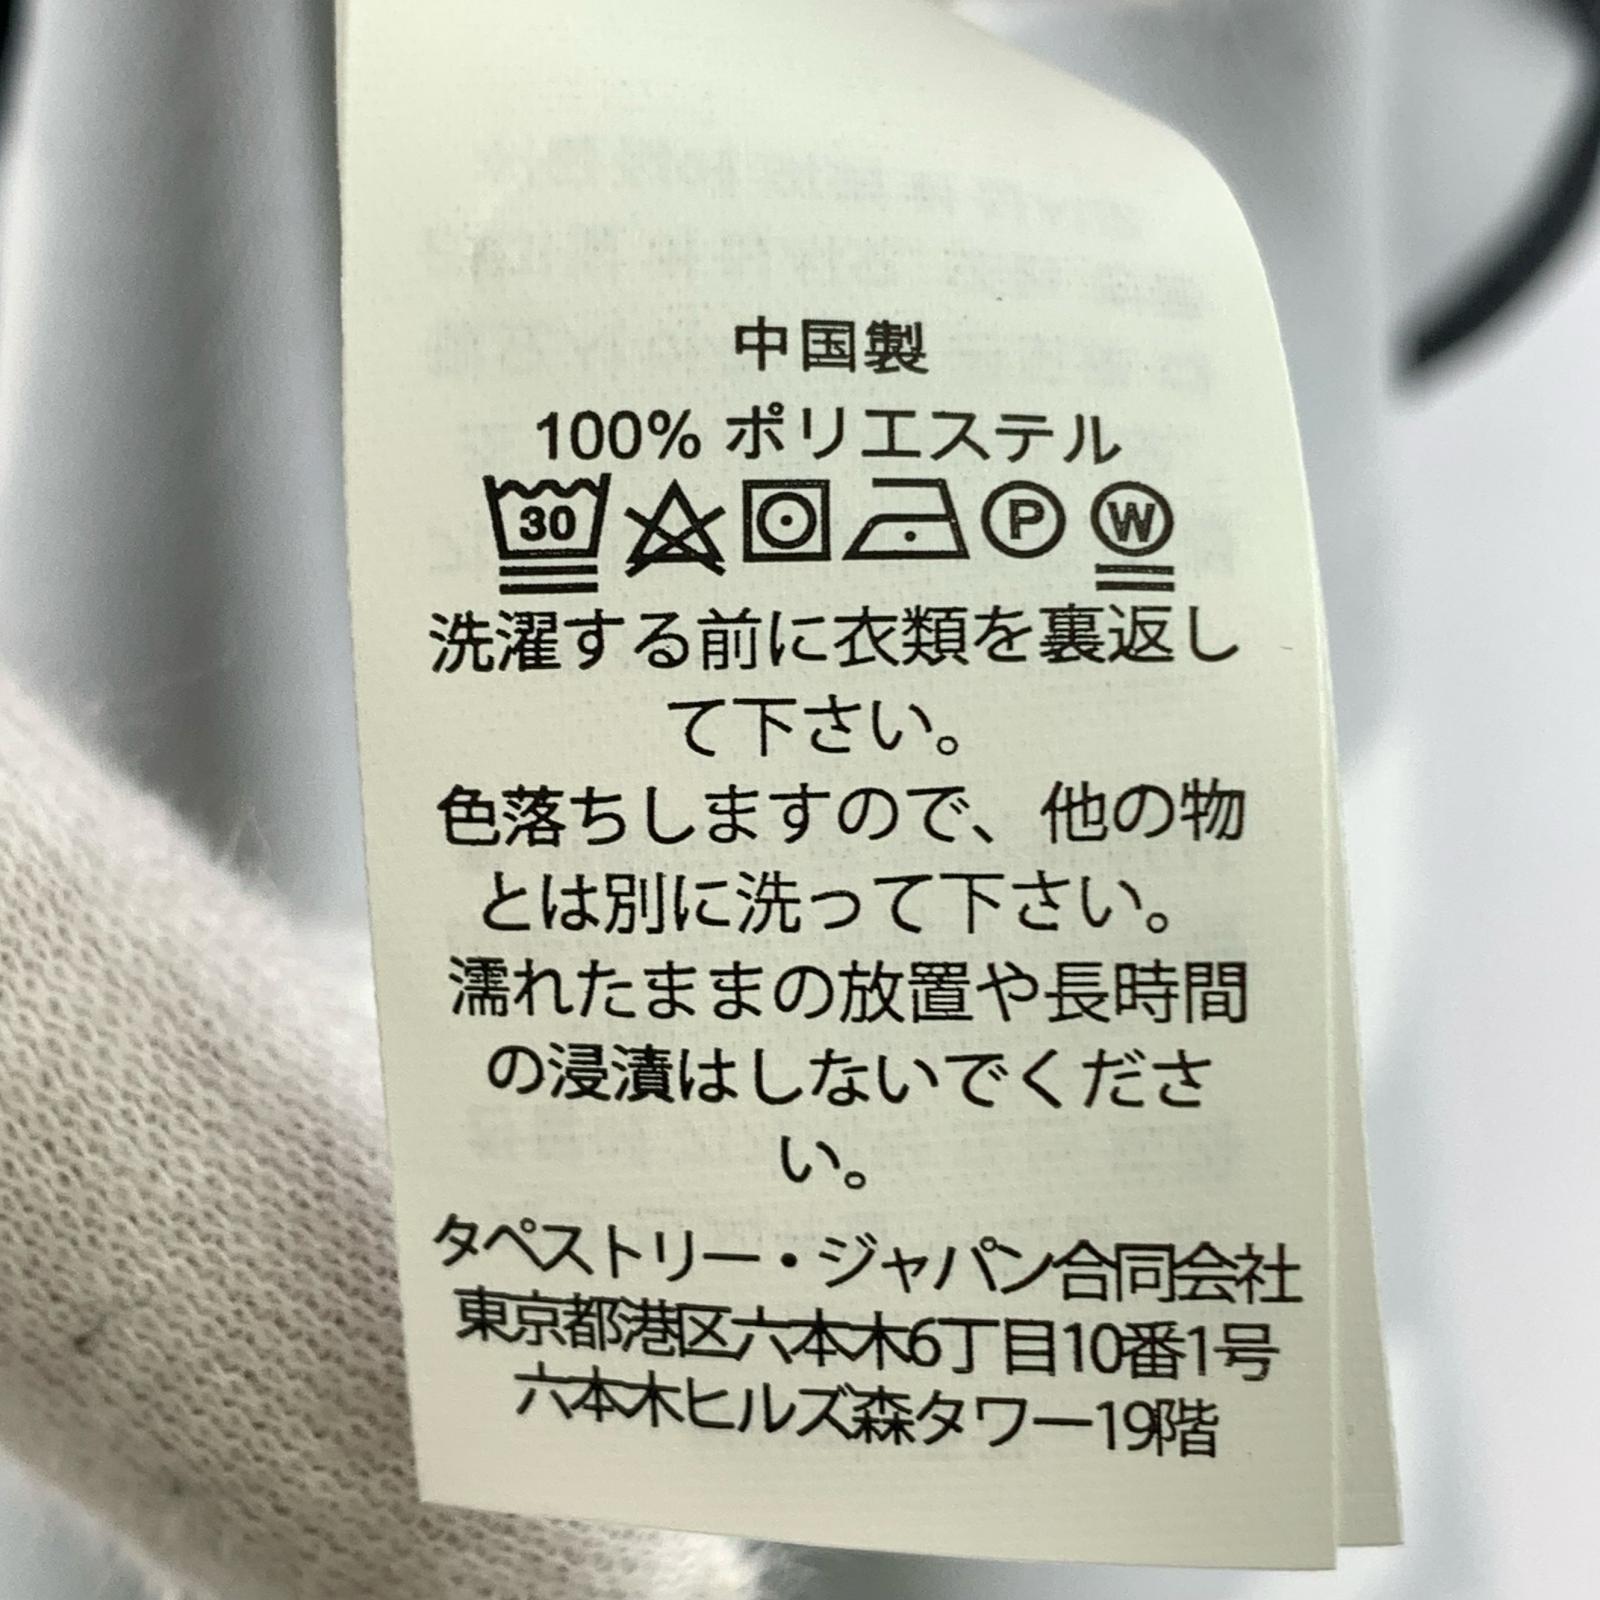 中国製
100% ポリエステル
30 P W
洗濯する前に衣類を裏返し
て下さい。
色落ちしますので、他の物
とは別に洗って下さい。
濡れたままの放置や長時間
の浸漬はしないでくださ
い。
タペストリー・ジャパン合同会社
東京都港区六本木6丁目10番1号
六本木ヒルズ森タワー19階